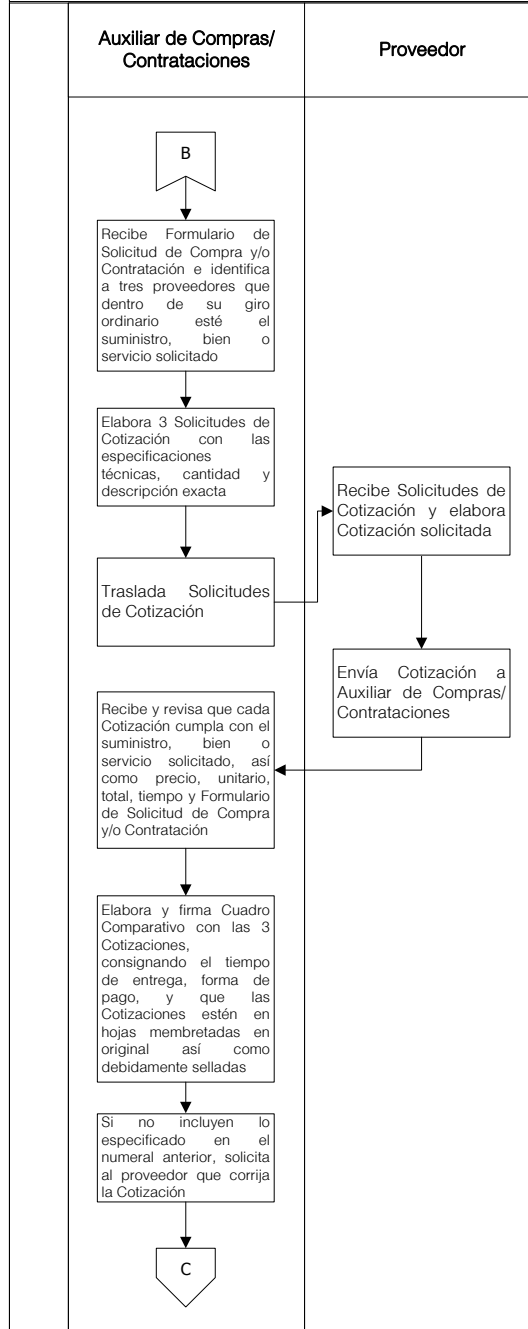 Auxiliar de Compras/
Contrataciones
Proveedor
B
Recibe Formulario de
Solicitud de Compra y/o
Contratación e identifica
a tres proveedores que
dentro de su giro
ordinario esté el
suministro, bien o
servicio solicitado
Elabora 3 Solicitudes de
Cotización con las
especificaciones
técnicas, cantidad y
descripción exacta
Traslada Solicitudes
de Cotización
Recibe Solicitudes de
Cotización y elabora
Cotización solicitada
Envía Cotización a
Auxiliar de Compras/
Contrataciones
Recibe y revisa que cada
Cotización cumpla con el
suministro, bien o
servicio solicitado, así
como precio, unitario,
total, tiempo y Formulario
de Solicitud de Compra
y/o Contratación
Elabora y firma Cuadro
Comparativo con las 3
Cotizaciones,
consignando el tiempo
de entrega, forma de
pago, y que las
Cotizaciones estén en
hojas membretadas en
original así como
debidamente selladas
Si no incluyen lo
especificado en el
numeral anterior, solicita
al proveedor que corrija
la Cotización
C